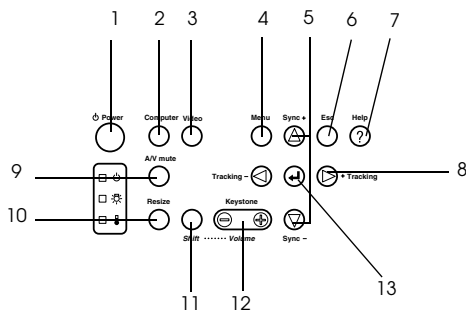 1 2 3 4 5 6 7
Power Computer Video Menu Sync + Esc Help
?
A/V mute
9 Tracking – + Tracking 8
10 Resize Keystone
Shift ........ Volume Sync –
11 12 13